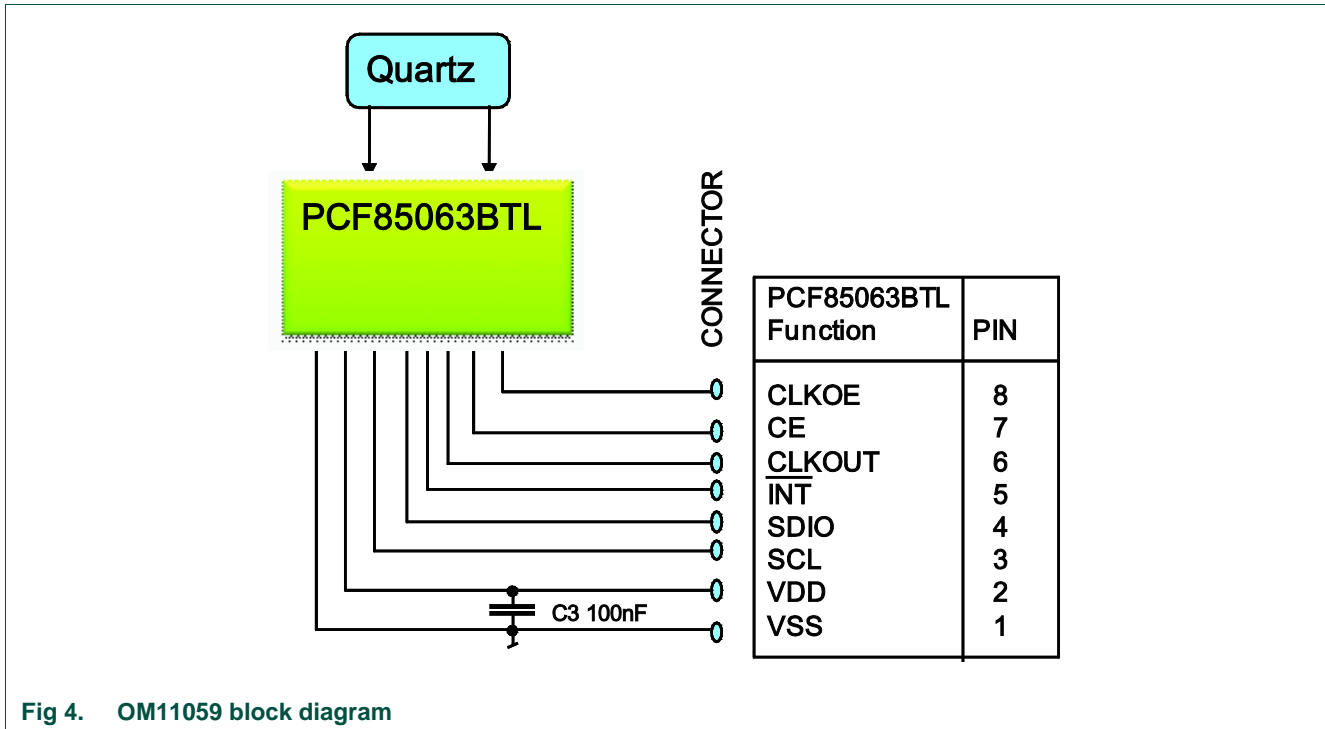 Quartz
PCF85063BTL
CONNECTOR
PCF85063BTL
Function PIN
CLKOE 8
CE 7
CLKOUT 6
INT 5
SDIO 4
SCL 3
VDD 2
VSS 1
C3 100nF
Fig 4. OM11059 block diagram